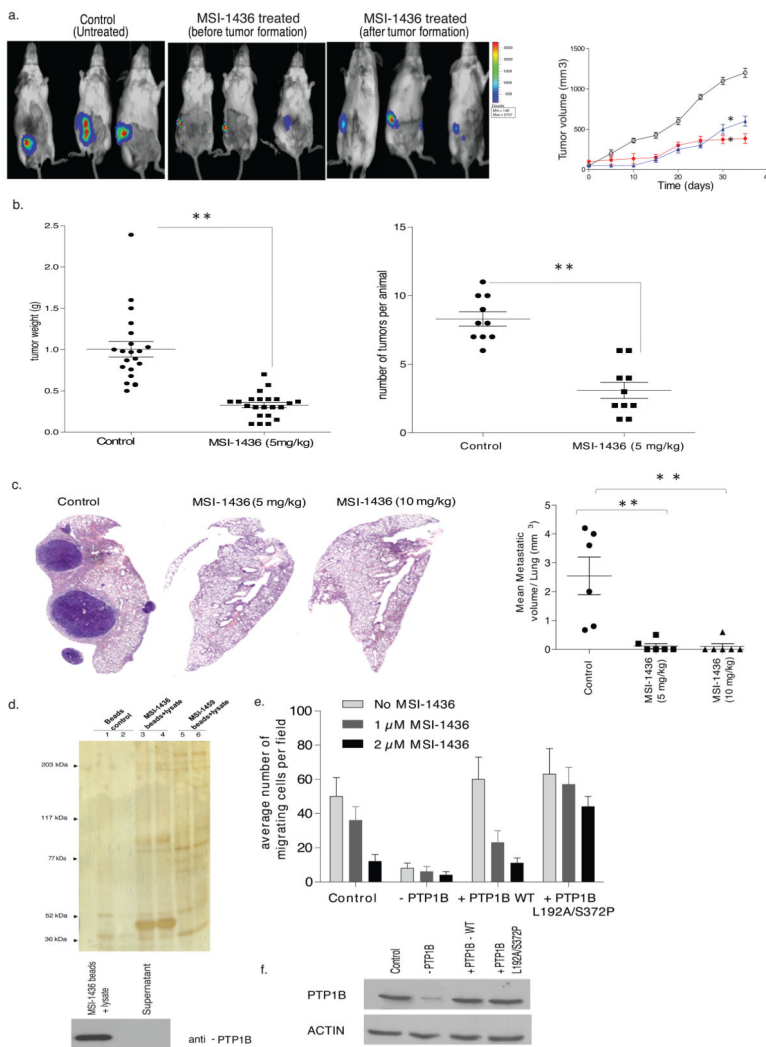 a.
Control
(Untreated)
MSI-1436 treated
(before tumor formation)
MSI-1436 treated
(after tumor formation)
Tumor volume (mm3)
1500
1000
500
0
0 10 20 30 4
*
*
Time (days)
b.
tumor weight (g)
2.5
2.0
1.5
1.0
0.5
0.0
**
Control
MSI-1436 (5mg/kg)
number of tumors per animal
15
10
5
0
**
Control
MSI-1436 (5 mg/kg)
c.
Control
MSI-1436 (5 mg/kg)
MSI-1436 (10 mg/kg)
Mean Metastatic
volume/ Lung (mm 3)
5
4
3
2
1
0
**
**
Control
MSI-1436
(5 mg/kg)
MSI-1436
(10 mg/kg)
d.
Beads
control
MSI-1436
beads+lysate
MSI-1459
beads+lysate
1 2 3 4 5 6
203 kDa
117 kDa
77 kDa
52 kDa
36 kDa
MSI-1436 beads
+ lysate
Supernatant
anti - PTP1B
e.
No MSI-1436
1 µM MSI-1436
2 µM MSI-1436
average number of
migrating cells per field
100
80
60
40
20
0
Control
- PTP1B
+ PTP1B WT
+ PTP1B
L192A/S372P
f.
Control
- PTP1B
+ PTP1B - WT
+ PTP1B
L192A/S372P
PTP1B
ACTIN